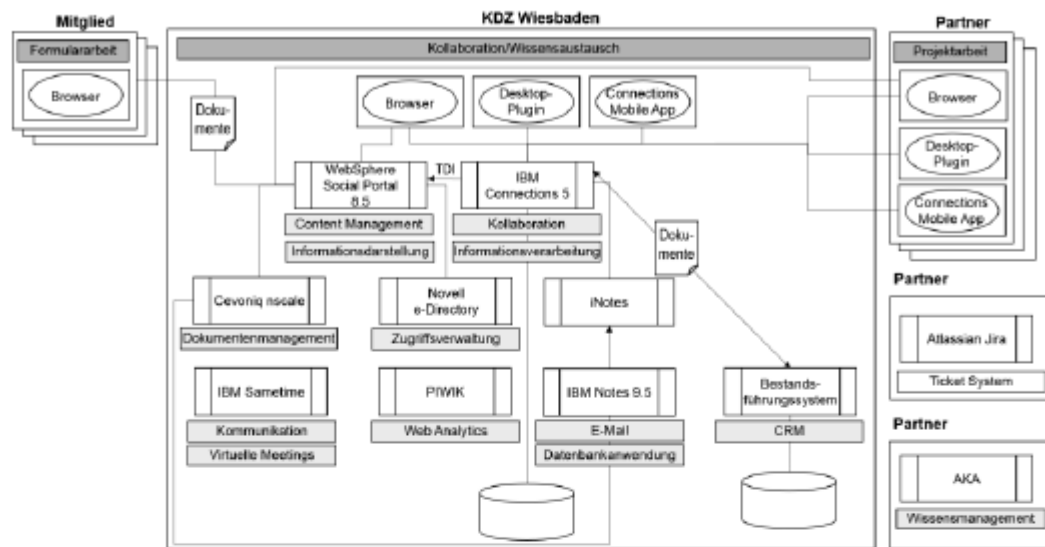 Mitglied
Formulararbeit
Browser
KDZ Wiesbaden
Kollaboration/Wissensaustausch
Partner
Projektarbeit
Browser
Desktop-
Plugin
Connections
Mobile App
Doku-
mente
Browser
Desktop-
Plugin
Connections
Mobile App
WebSphere
Social Portal
8.5
TDI
IBM
Connections 5
Content Management
Kollaboration
Informationsdarstellung
Informationsverarbeitung
Doku-
mente
Ceyoniq nscale
Novell
e-Directory
iNotes
Dokumentenmanagement
Zugriffsverwaltung
IBM Sametime
PIWIK
IBM Notes 9.5
Bestands-
führungssystem
Kommunikation
Web Analytics
E-Mail
CRM
Virtuelle Meetings
Datenbankanwendung
Partner
Atlassian Jira
Ticket System
Partner
AKA
Wissensmanagement